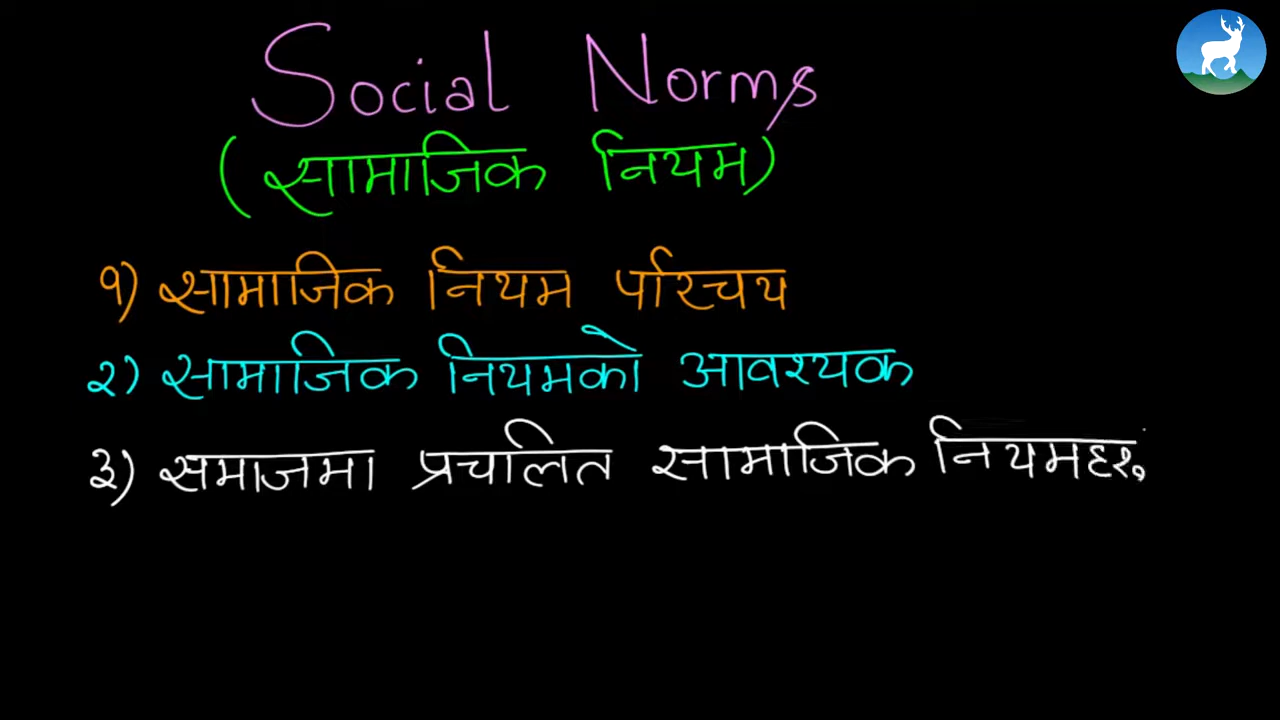 Social Norms
(सामाजिक नियम)
१) सामाजिक नियम परिचय
२) सामाजिक नियमको आवश्यक
३) समाजमा प्रचलित सामाजिक नियमहरू